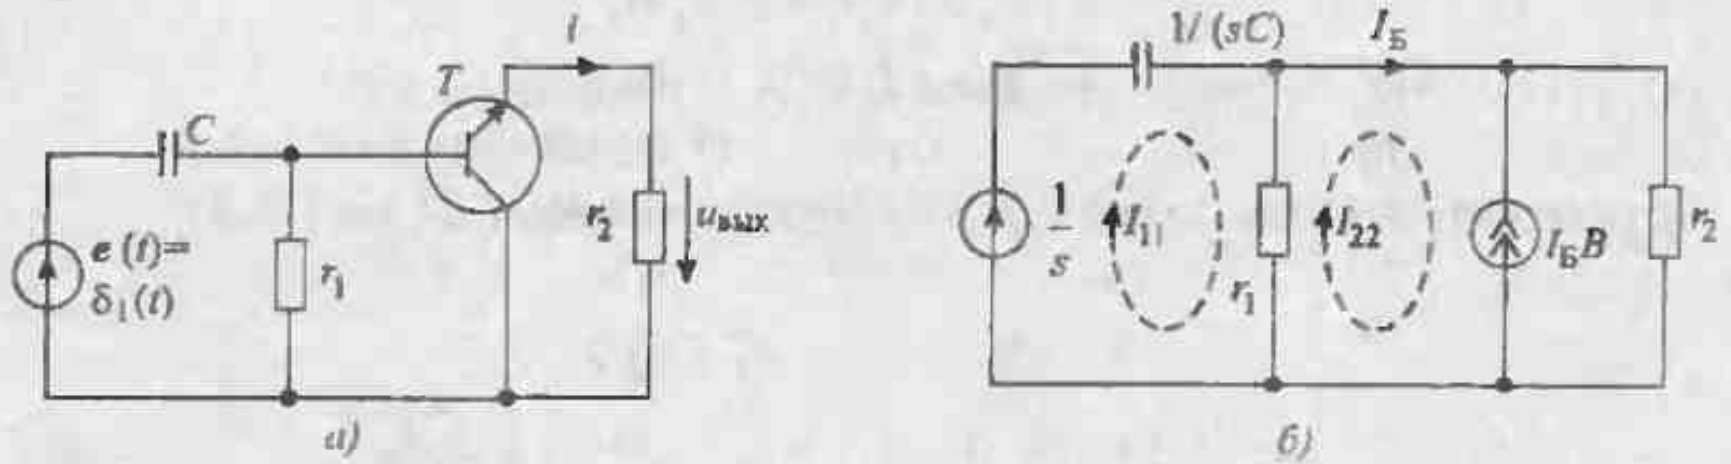 i
T
C
e (t)=
δ₁(t)
r₁
r₂
uвых
а)
1/(sC)
IБ
1/s
I₁₁
r₁
I₂₂
IБB
r₂
б)